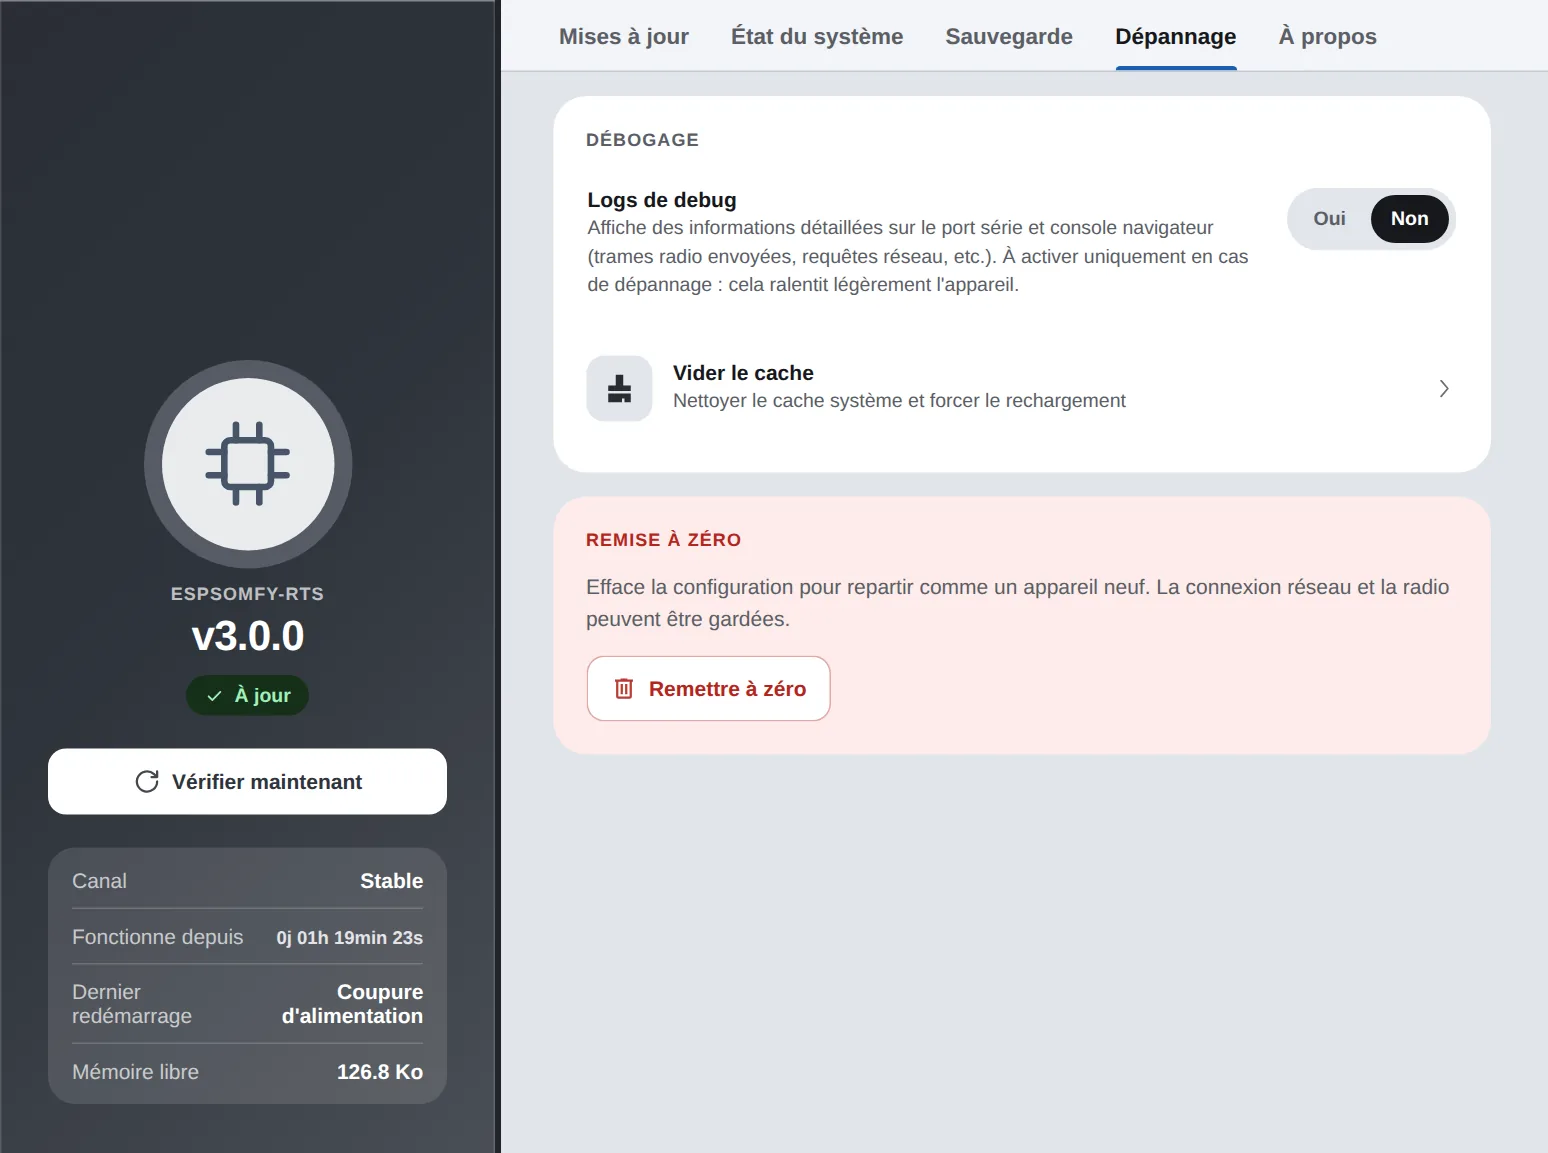 ESPSOMFY-RTS
v3.0.0
À jour
Vérifier maintenant
Canal Stable
Fonctionne depuis 0j 01h 19min 23s
Dernier redémarrage
Coupure d'alimentation
Mémoire libre 126.8 Ko
Mises à jour État du système Sauvegarde Dépannage À propos
DÉBOGAGE
Logs de debug
Affiche des informations détaillées sur le port série et console navigateur
(trames radio envoyées, requêtes réseau, etc.). À activer uniquement en cas
de dépannage : cela ralentit légèrement l'appareil.
Oui Non
Vider le cache
Nettoyer le cache système et forcer le rechargement
REMISE À ZÉRO
Efface la configuration pour repartir comme un appareil neuf. La connexion réseau et la radio
peuvent être gardées.
Remettre à zéro